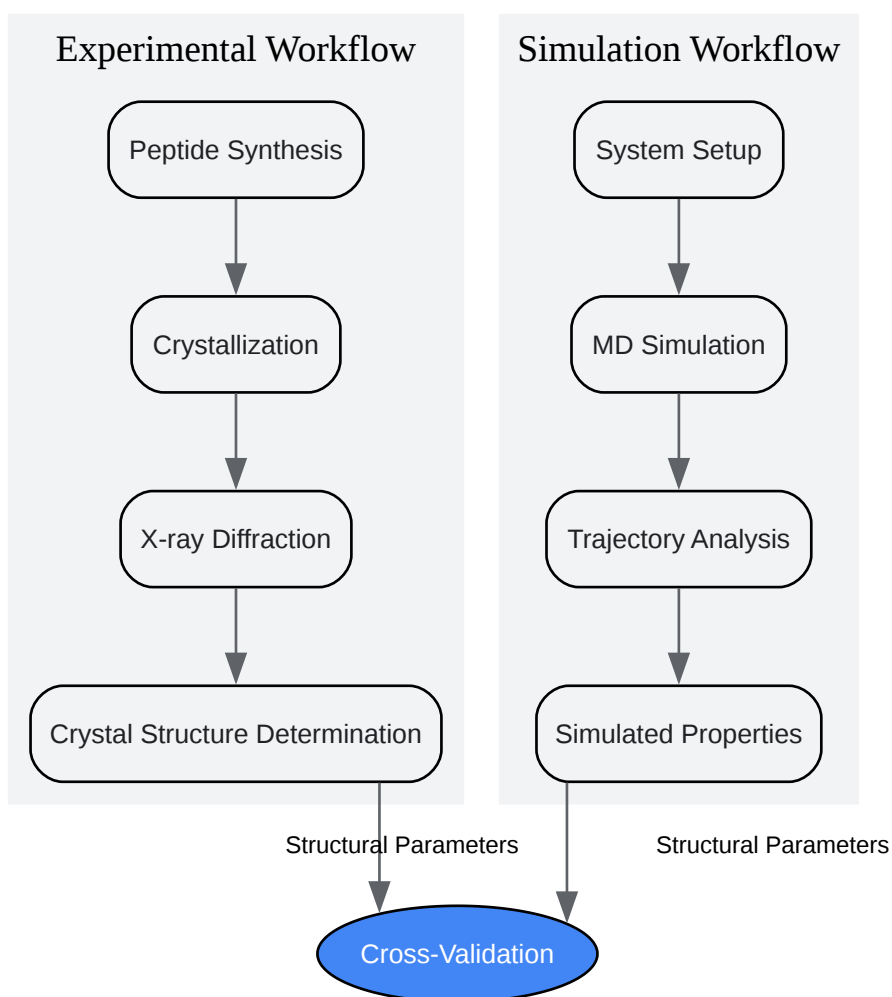 Experimental Workflow
Peptide Synthesis
Crystallization
X-ray Diffraction
Crystal Structure Determination
Structural Parameters
Simulation Workflow
System Setup
MD Simulation
Trajectory Analysis
Simulated Properties
Structural Parameters
Cross-Validation